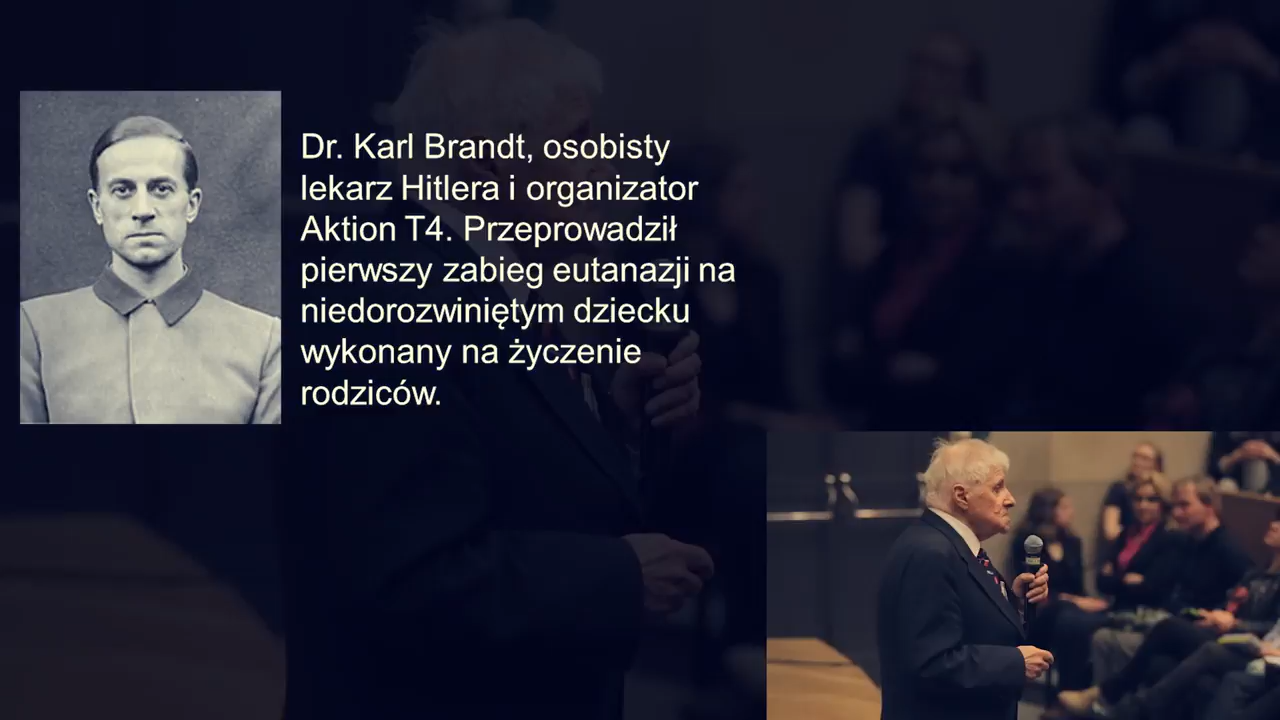 Dr. Karl Brandt, osobisty
lekarz Hitlera i organizator
Aktion T4. Przeprowadził
pierwszy zabieg eutanazji na
niedorozwiniętym dziecku
wykonany na życzenie
rodziców.